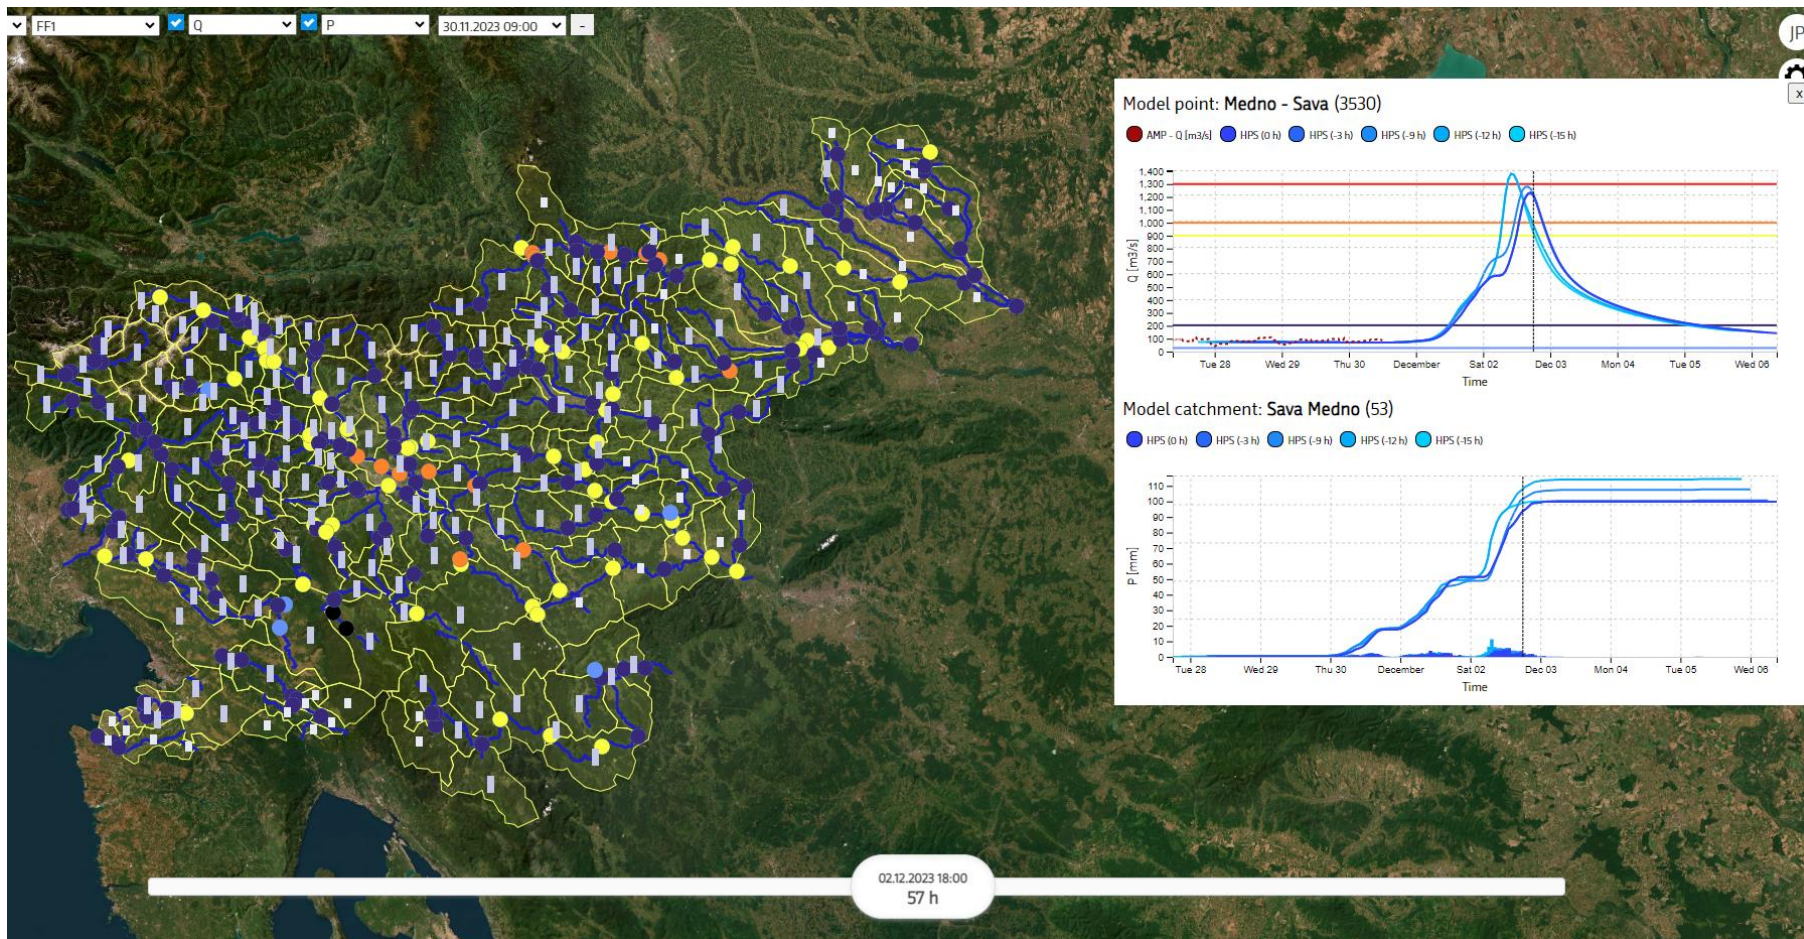 FF1 Q P 30.11.2023 09:00 -
JP
x
Model point: Medno - Sava (3530)
AMP - Q [m3/s] HPS (0 h) HPS (-3 h) HPS (-9 h) HPS (-12 h) HPS (-15 h)
1,400
1,300
1,200
1,100
1,000
900
800
700
600
500
400
300
200
100
0
Q [m3/s]
Tue 28 Wed 29 Thu 30 December Sat 02 Dec 03 Mon 04 Tue 05 Wed 06
Time
Model catchment: Sava Medno (53)
HPS (0 h) HPS (-3 h) HPS (-9 h) HPS (-12 h) HPS (-15 h)
110
100
90
80
70
60
50
40
30
20
10
0
P [mm]
Tue 28 Wed 29 Thu 30 December Sat 02 Dec 03 Mon 04 Tue 05 Wed 06
Time
02.12.2023 18:00
57 h